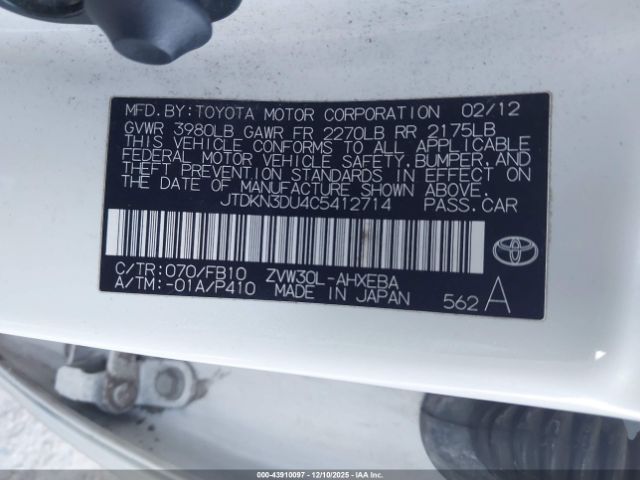 MFD. BY: TOYOTA MOTOR CORPORATION 02/12
GVWR 3980LB GAWR FR 2270LB RR 2175LB
THIS VEHICLE CONFORMS TO ALL APPLICABLE
FEDERAL MOTOR VEHICLE SAFETY, BUMPER, AND
THEFT PREVENTION STANDARDS IN EFFECT ON
THE DATE OF MANUFACTURE SHOWN ABOVE.
JTDKN3DU4C5412714 PASS. CAR
C/TR: 070/FB10 ZVW30L-AHXEBA
A/TM: -01A/P410 MADE IN JAPAN
562 A
TOYOTA
000-43910097 - 12/10/2025 - IAAI.COM